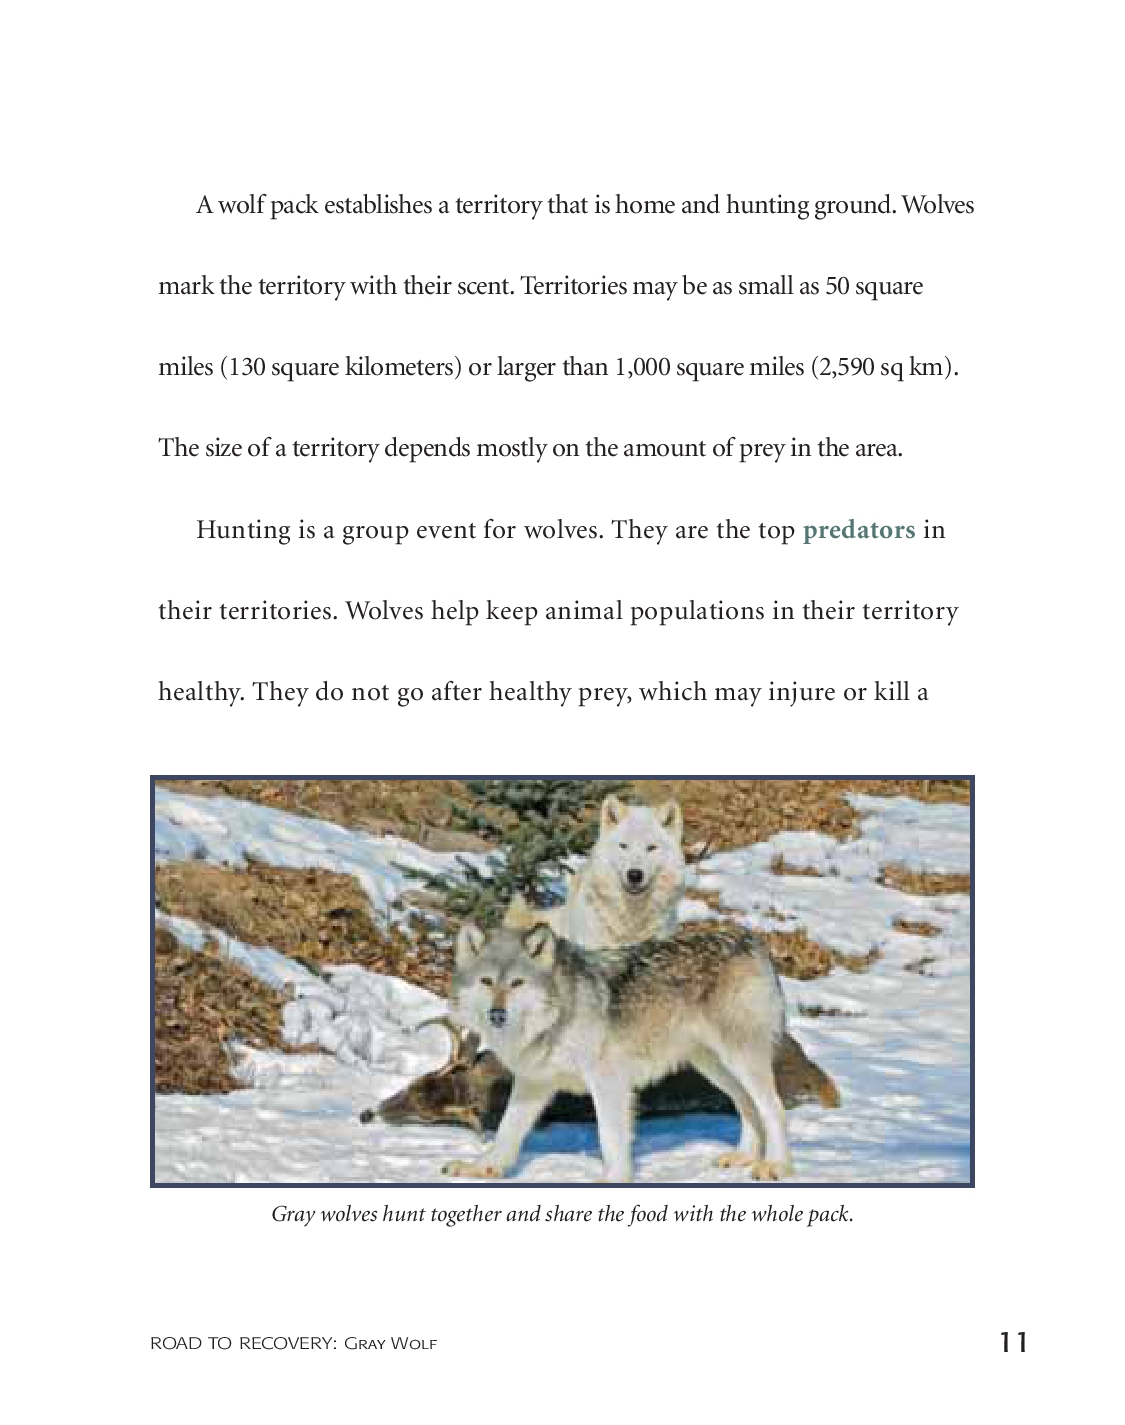 A wolf pack establishes a territory that is home and hunting ground. Wolves
mark the territory with their scent. Territories may be as small as 50 square
miles (130 square kilometers) or larger than 1,000 square miles (2,590 sq km).
The size of a territory depends mostly on the amount of prey in the area.
Hunting is a group event for wolves. They are the top predators in
their territories. Wolves help keep animal populations in their territory
healthy. They do not go after healthy prey, which may injure or kill a
Gray wolves hunt together and share the food with the whole pack.
ROAD TO RECOVERY: GRAY WOLF
11